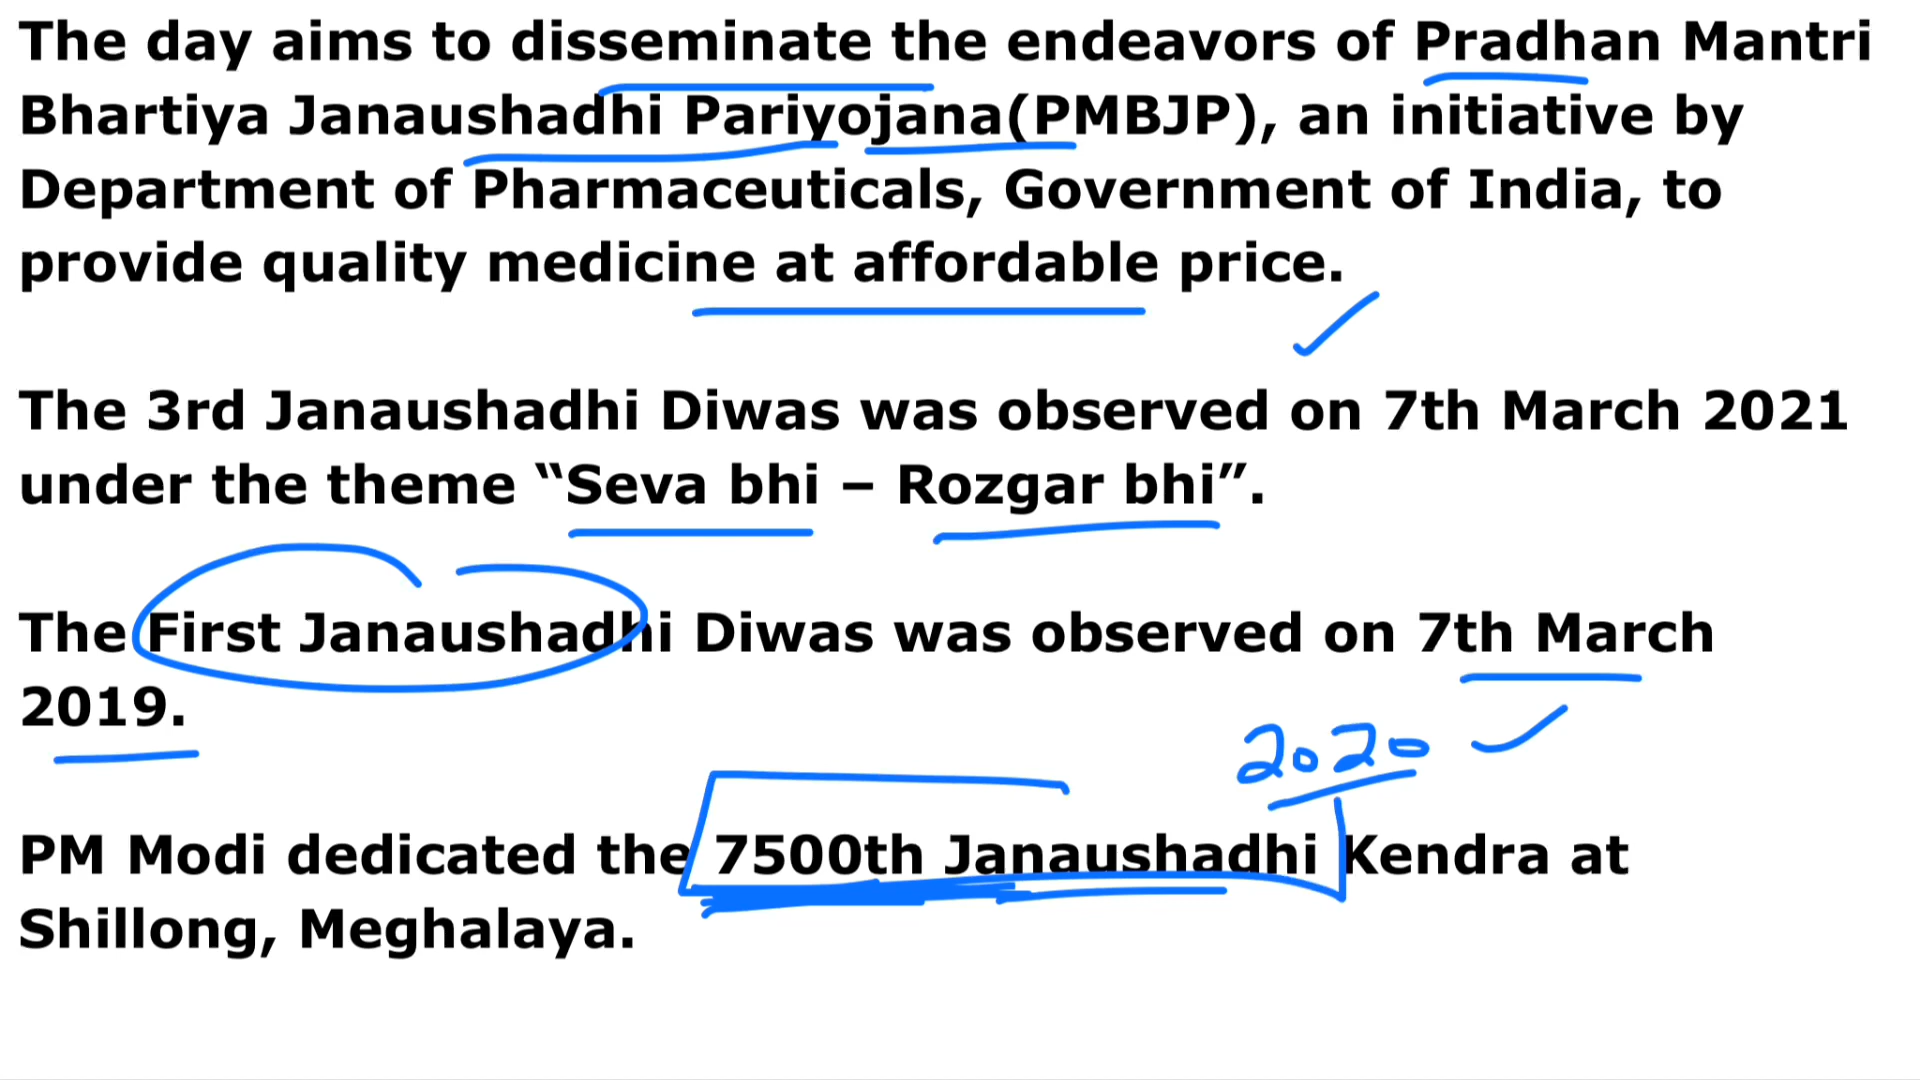 The day aims to disseminate the endeavors of Pradhan Mantri
Bhartiya Janaushadhi Pariyojana(PMBJP), an initiative by
Department of Pharmaceuticals, Government of India, to
provide quality medicine at affordable price.
The 3rd Janaushadhi Diwas was observed on 7th March 2021
under the theme “Seva bhi – Rozgar bhi”.
The First Janaushadhi Diwas was observed on 7th March
2019.
2020
PM Modi dedicated the 7500th Janaushadhi Kendra at
Shillong, Meghalaya.